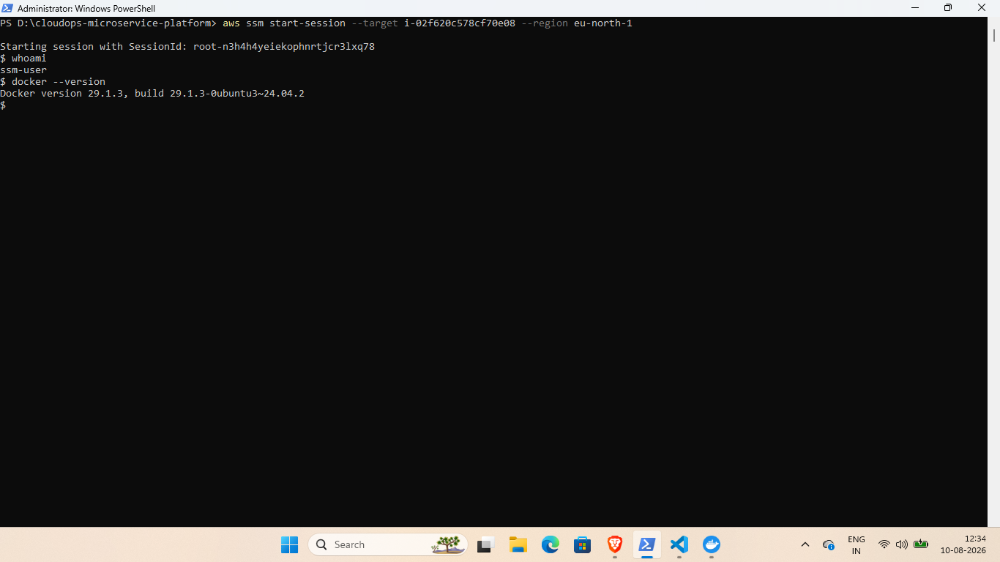 Administrator: Windows PowerShell
PS D:\cloudops-microservice-platform> aws ssm start-session --target i-02f620c578cf70e08 --region eu-north-1
Starting session with SessionId: root-n3h4h4yeiekophnrtjcr3lxq78
$ whoami
ssm-user
$ docker --version
Docker version 29.1.3, build 29.1.3-0ubuntu3~24.04.2
$
Search
ENG
IN
12:34
10-08-2026